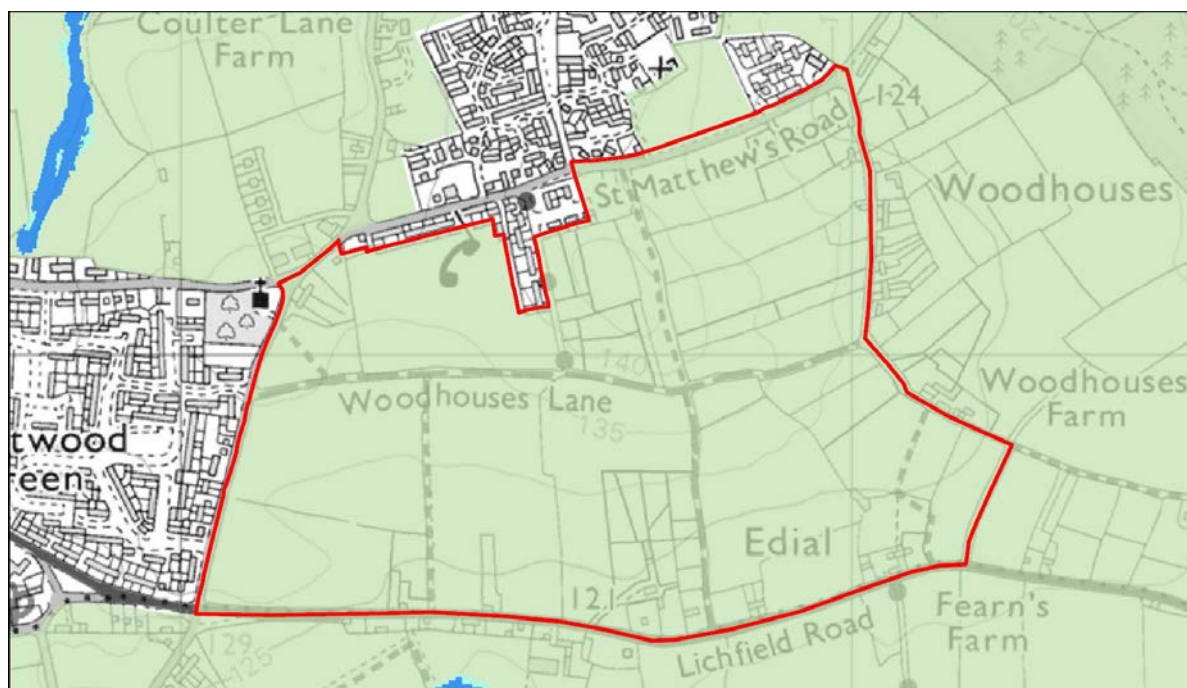 Coulter Lane
Farm
124
St Matthew's Road
Woodhouses
140
Woodhouses Lane
135
Woodhouses
Farm
twood
een
Edial
121
Lichfield Road
Fearn's
Farm
129
125